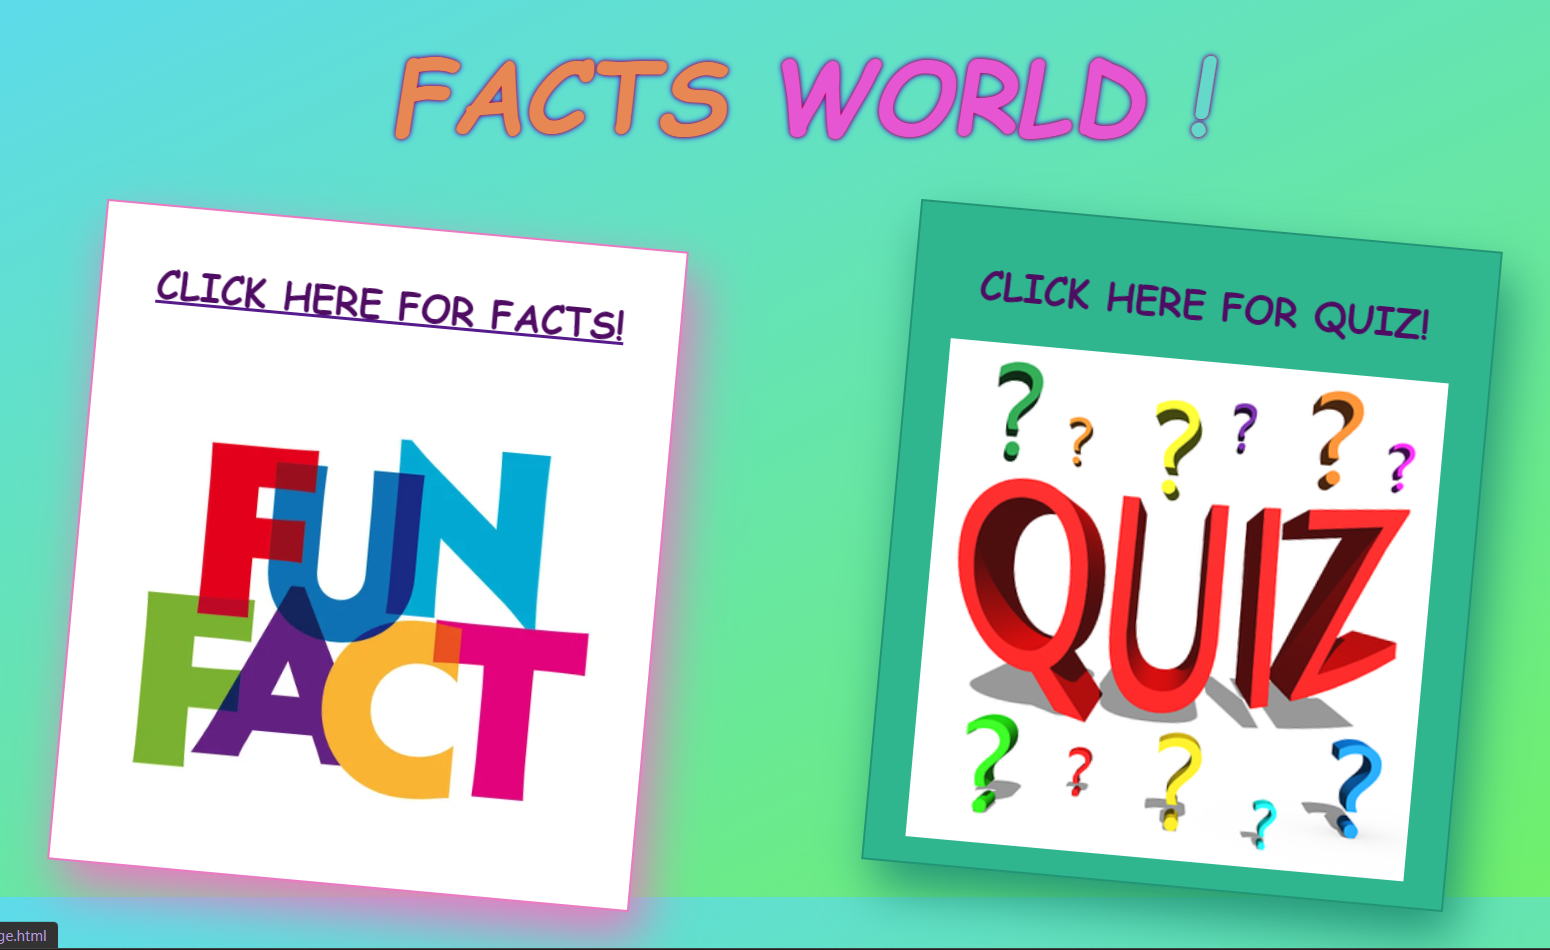 FACTS WORLD !
CLICK HERE FOR FACTS!
FUN
FACT
CLICK HERE FOR QUIZ!
? ? ? ? ? ?
QUIZ
? ? ? ? ?
ge.html